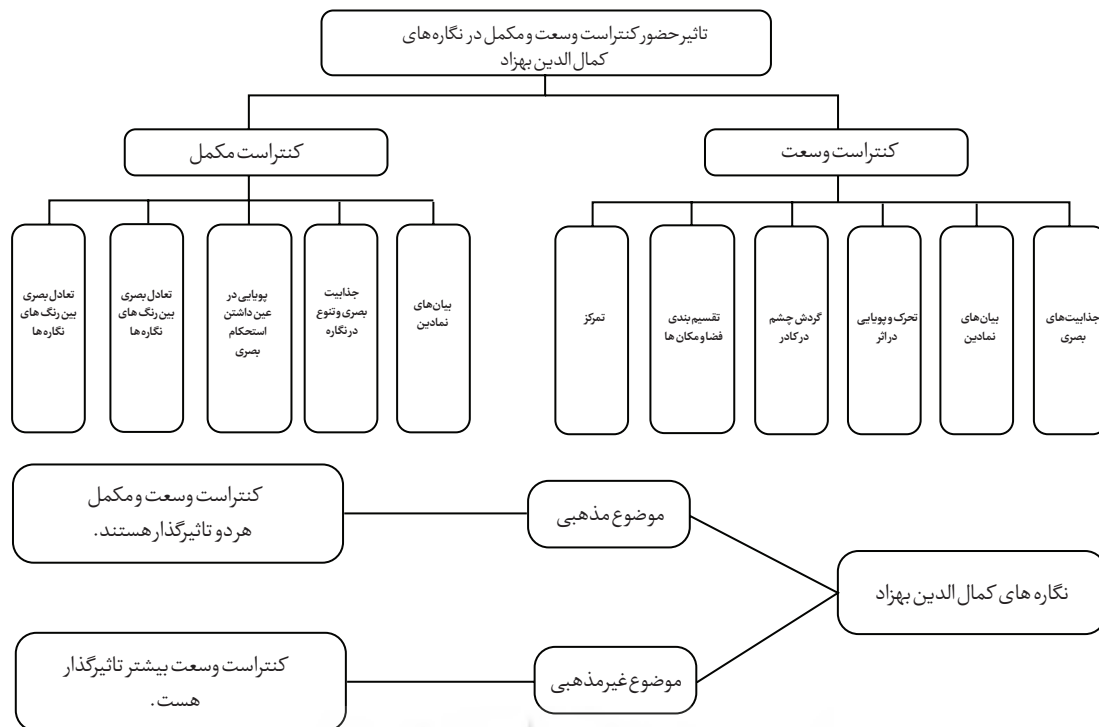 تاثیر حضور کنتراست وسعت و مکمل در نگاره‌های
کمال الدین بهزاد
کنتراست وسعت
کنتراست مکمل
جذابیت‌های
بصری
بیان‌های
نمادین
تحرک و پویایی
در اثر
گردش چشم
در کادر
تقسیم بندی
فضا و مکان ها
تمرکز
بیان‌های
نمادین
جذابیت
بصری و تنوع
در نگاره
پویایی در
عین داشتن
استحکام
بصری
تعادل بصری
بین رنگ های
نگاره ها
تعادل بصری
بین رنگ های
نگاره ها
نگاره های کمال الدین بهزاد
موضوع مذهبی
کنتراست وسعت و مکمل
هر دو تاثیرگذار هستند.
موضوع غیرمذهبی
کنتراست وسعت بیشتر تاثیرگذار
هست.